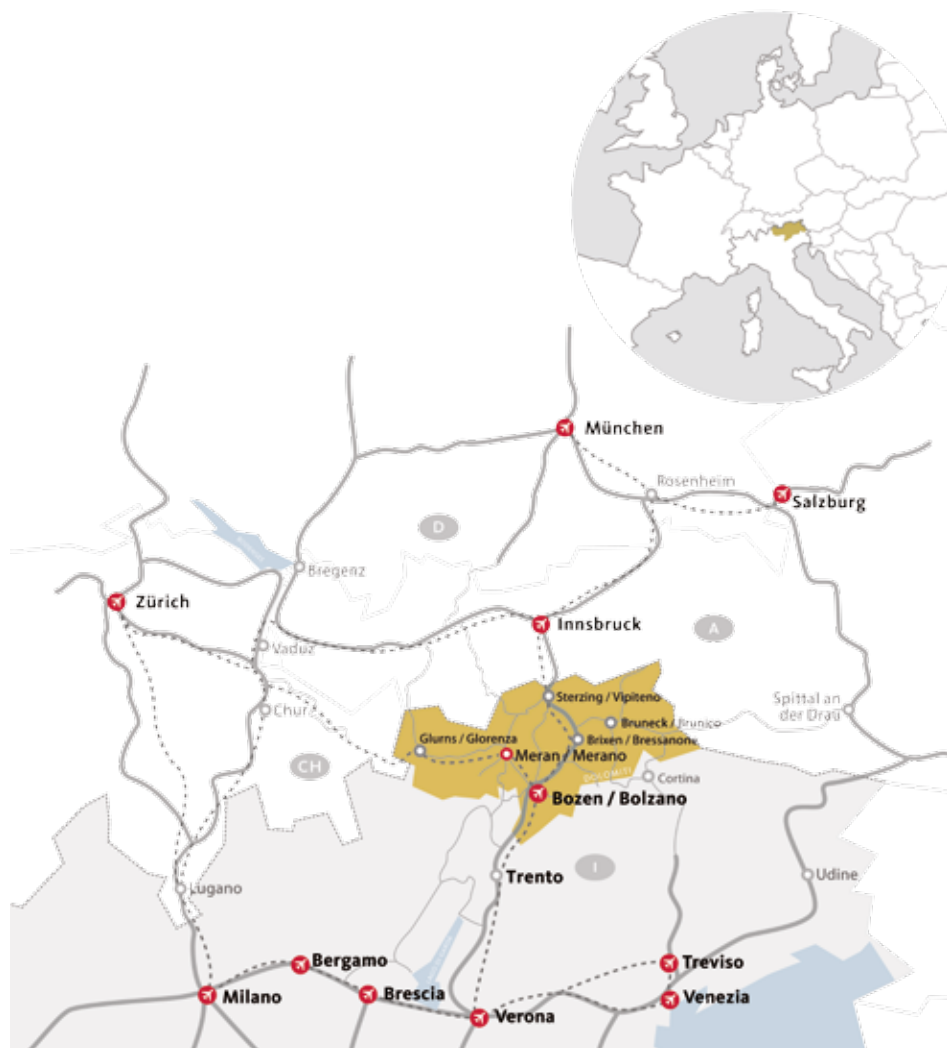 München
Rosenheim
Salzburg
D
Bregenz
Zürich
Innsbruck
A
Vaduz
Sterzing / Vipiteno
Spittal an
der Drau
Chur
Bruneck / Brunico
Glurns / Glorenza
Brixen / Bressanone
Meran / Merano
CH
DOLOMITI
Cortina
Bozen / Bolzano
I
Trento
Udine
Lugano
Bergamo
Treviso
Milano
Brescia
Venezia
Verona